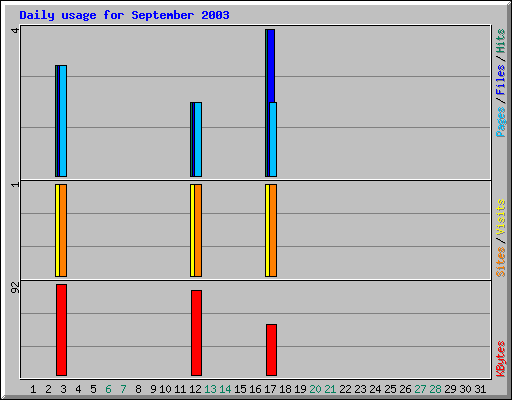 Daily usage for September 2003
4
1
92
Pages / Files / Hits
Sites / Visits
KBytes
1 2 3 4 5 6 7 8 9 10 11 12 13 14 15 16 17 18 19 20 21 22 23 24 25 26 27 28 29 30 31